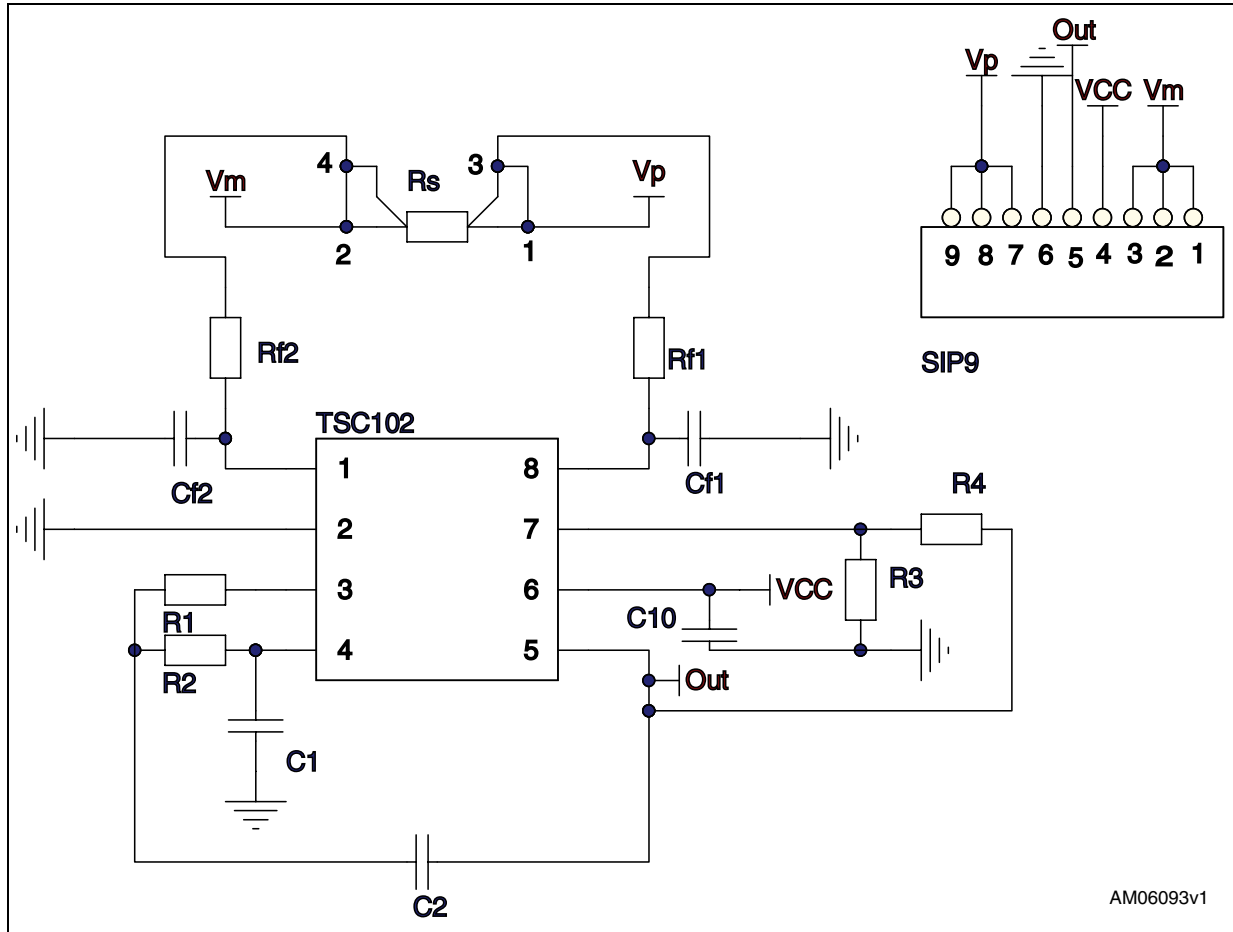 Out
Vp
VCC Vm
4 Rs 3 Vp
Vm
2 1
9 8 7 6 5 4 3 2 1
SIP9
Rf2 Rf1
TSC102
1 8
Cf2 Cf1 R4
2 7
3 6 VCC R3
R1 C10
4 5
R2 Out
C1
C2
AM06093v1